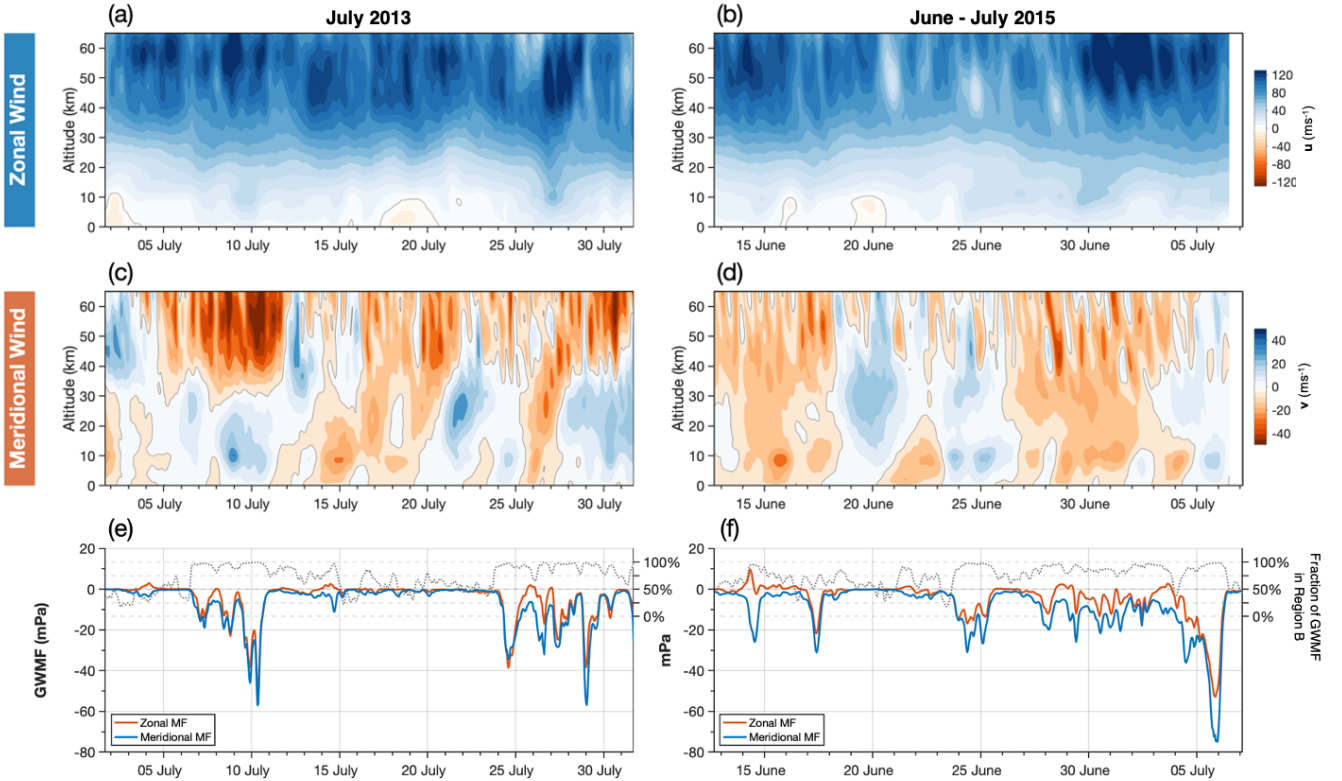 (a) July 2013
(b) June - July 2015
Zonal Wind
Altitude (km)
60
50
40
30
20
10
0
05 July 10 July 15 July 20 July 25 July 30 July
Altitude (km)
60
50
40
30
20
10
0
15 June 20 June 25 June 30 June 05 July
120
80
40
0
-40
-80
-120
u (ms⁻¹)
(c)
(d)
Meridional Wind
Altitude (km)
60
50
40
30
20
10
0
05 July 10 July 15 July 20 July 25 July 30 July
Altitude (km)
60
50
40
30
20
10
0
15 June 20 June 25 June 30 June 05 July
40
20
0
-20
-40
v (ms⁻¹)
(e)
(f)
GWMF (mPa)
20
0
-20
-40
-60
-80
100%
50%
0%
Zonal MF
Meridional MF
05 July 10 July 15 July 20 July 25 July 30 July
mPa
20
0
-20
-40
-60
-80
100%
50%
0%
Fraction of GWMF
in Region B
Zonal MF
Meridional MF
15 June 20 June 25 June 30 June 05 July